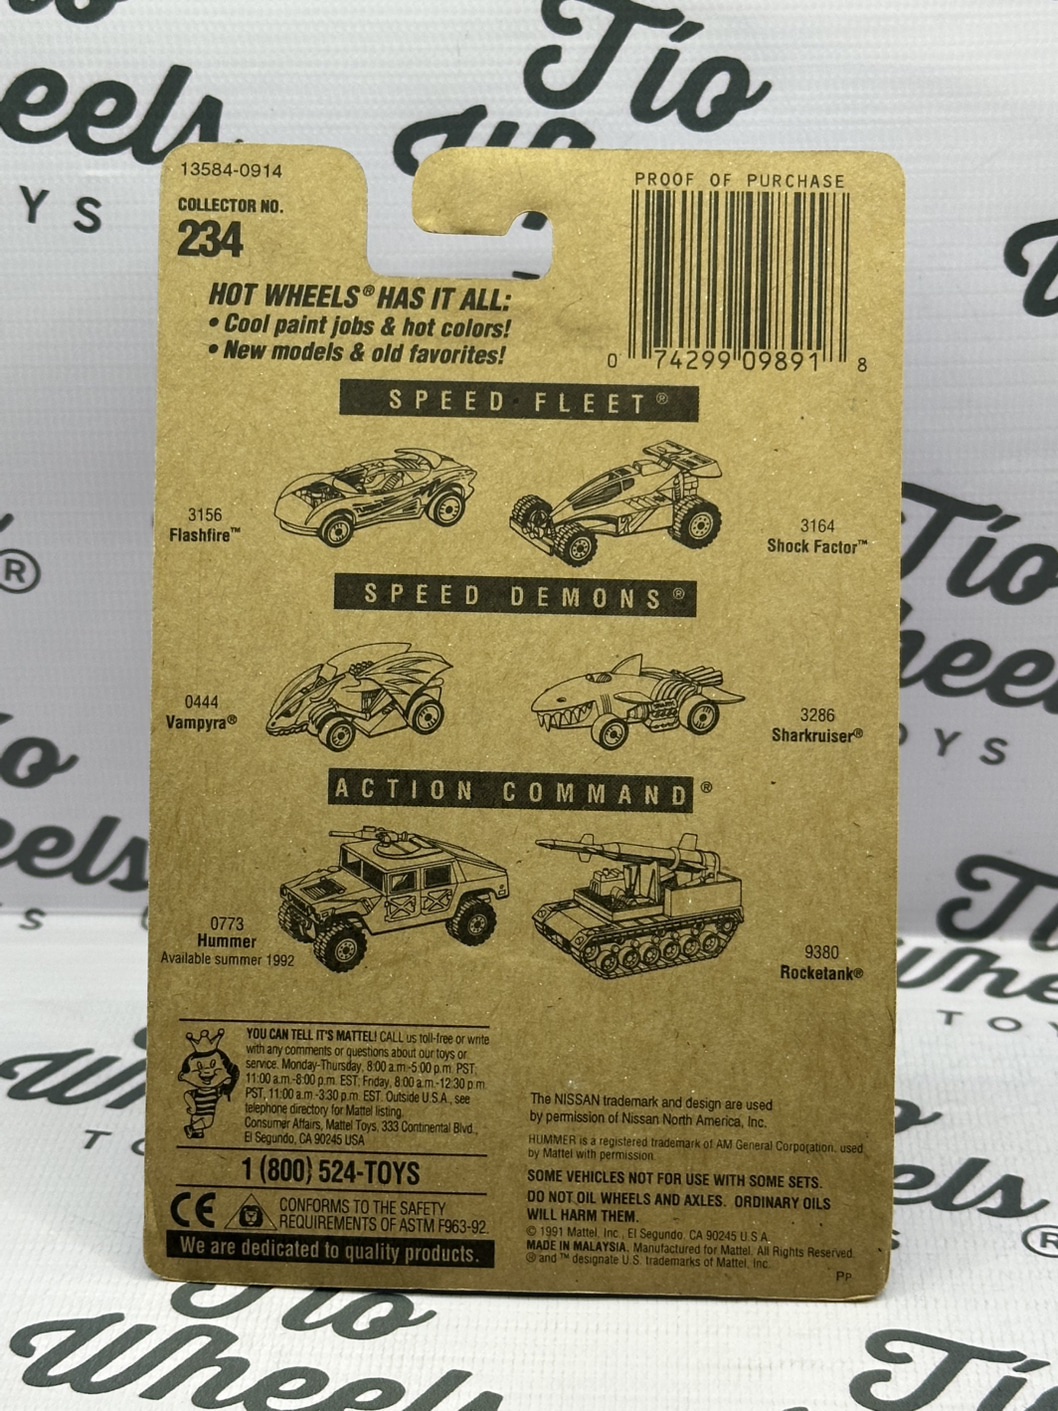 Tío
Wheels
TOYS
13584-0914
COLLECTOR NO.
234
PROOF OF PURCHASE
0 74299 09891 8
HOT WHEELS® HAS IT ALL:
• Cool paint jobs & hot colors!
• New models & old favorites!
SPEED FLEET®
3156
Flashfire™
3164
Shock Factor™
SPEED DEMONS®
0444
Vampyra®
3286
Sharkruiser®
ACTION COMMAND®
0773
Hummer
Available summer 1992
9380
Rocketank®
YOU CAN TELL IT'S MATTEL! CALL us toll-free or write
with any comments or questions about our toys or
service. Monday-Thursday, 8:00 a.m.-5:00 p.m. PST,
11:00 a.m.-8:00 p.m. EST; Friday, 8:00 a.m.-12:30 p.m.
PST, 11:00 a.m.-3:30 p.m. EST. Outside U.S.A., see
telephone directory for Mattel listing.
Consumer Affairs, Mattel Toys, 333 Continental Blvd.,
El Segundo, CA 90245 USA
1 (800) 524-TOYS
CE
CONFORMS TO THE SAFETY
REQUIREMENTS OF ASTM F963-92.
We are dedicated to quality products.
The NISSAN trademark and design are used
by permission of Nissan North America, Inc.
HUMMER is a registered trademark of AM General Corporation, used
by Mattel with permission.
SOME VEHICLES NOT FOR USE WITH SOME SETS.
DO NOT OIL WHEELS AND AXLES. ORDINARY OILS
WILL HARM THEM.
© 1991 Mattel, Inc., El Segundo, CA 90245 U.S.A.
MADE IN MALAYSIA. Manufactured for Mattel. All Rights Reserved.
® and ™ designate U.S. trademarks of Mattel, Inc.
PP